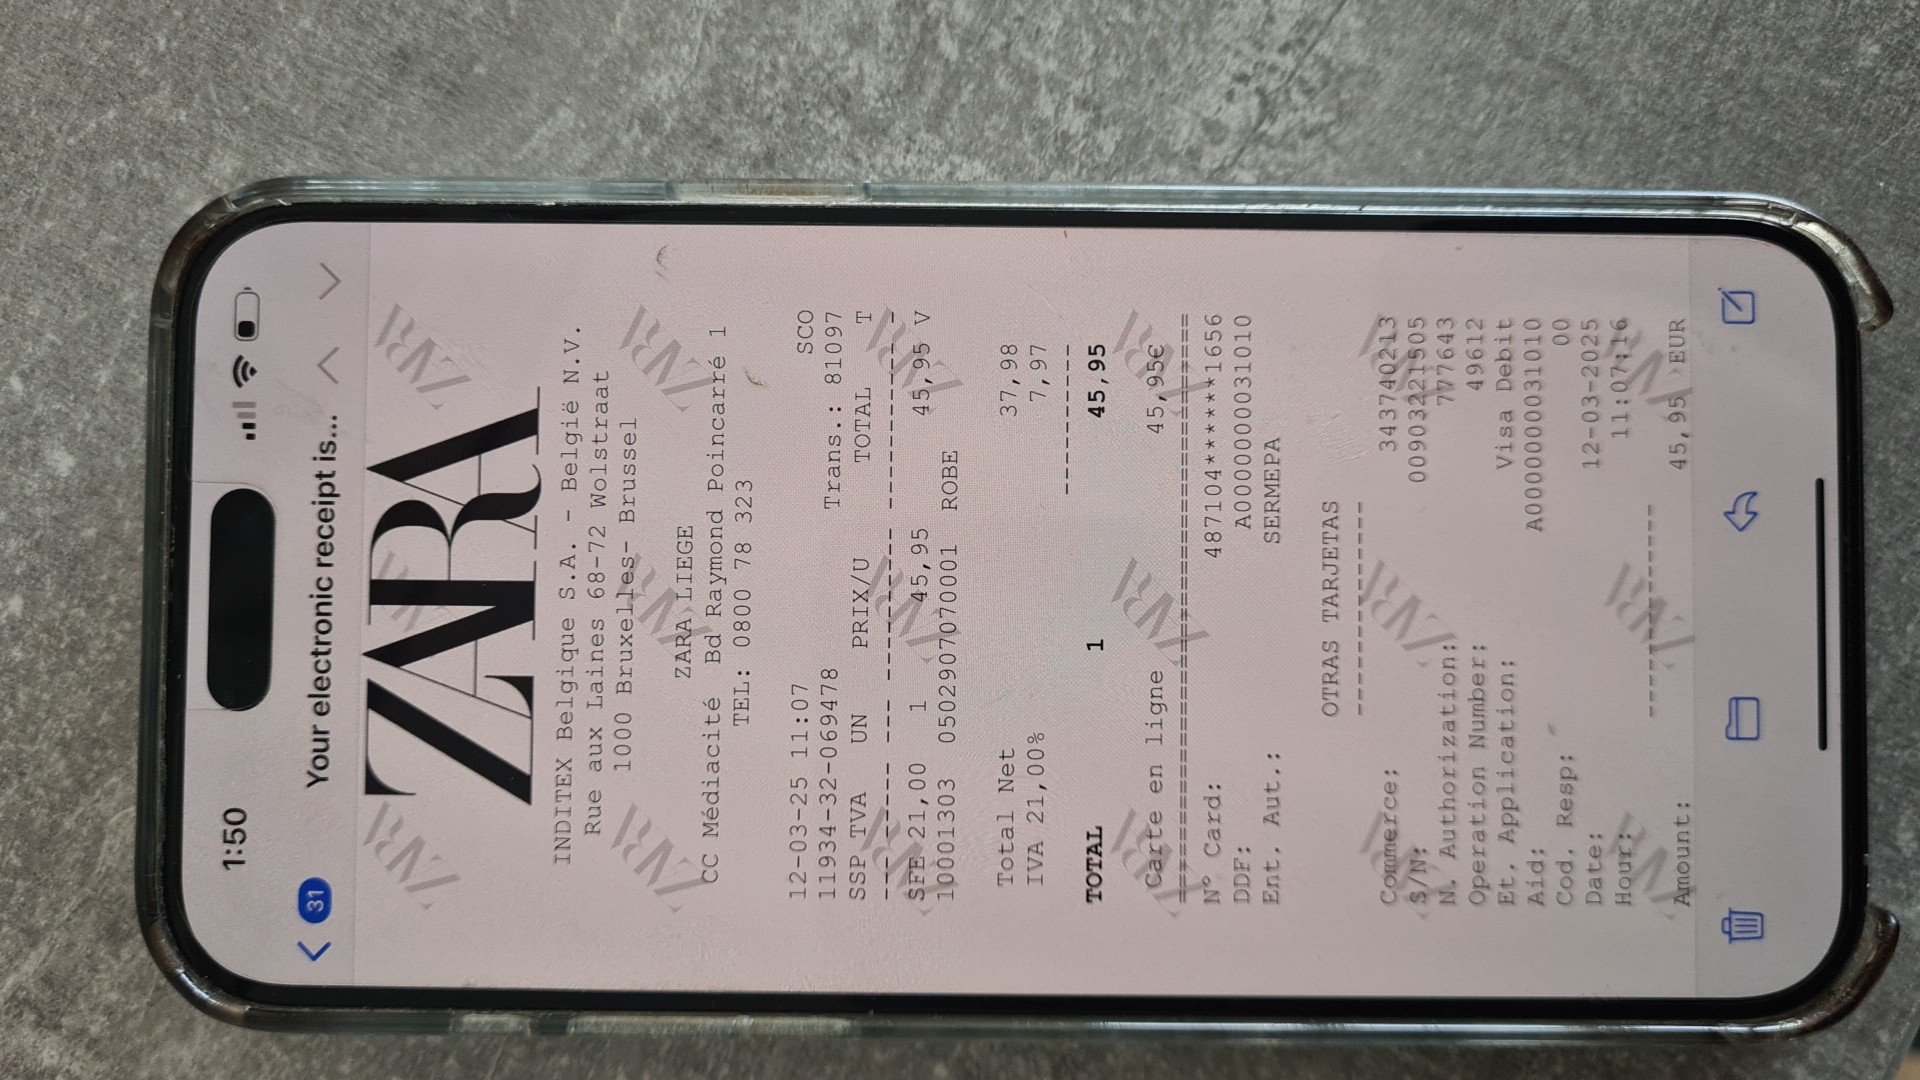 1:50
31
Your electronic receipt is...
ZARA
INDITEX Belgique S.A. - België N.V.
Rue aux Laines 68-72 Wolstraat
1000 Bruxelles- Brussel
ZARA LIEGE
CC Médiacité Bd Raymond Poincarré 1
TEL: 0800 78 323
12-03-25 11:07 SCO
11934-32-069478 Trans.: 81097
SSP TVA UN PRIX/U TOTAL T
SFE 21,00 1 45,95 45,95 V
10001303 05029070700001 ROBE
Total Net 37,98
IVA 21,00% 7,97
TOTAL 1 45,95
Carte en ligne 45,95€
N° Card: 487104******1656
DDF: A0000000031010
Ent. Aut.: SERMEPA
OTRAS TARJETAS
Commerce: 343740213
S/N: 00903221505
N. Authorization: 777643
Operation Number: 49612
Et. Application: Visa Debit
Aid: A0000000031010
Cod. Resp: 00
Date: 12-03-2025
Hour: 11:07:16
Amount: 45,95 EUR